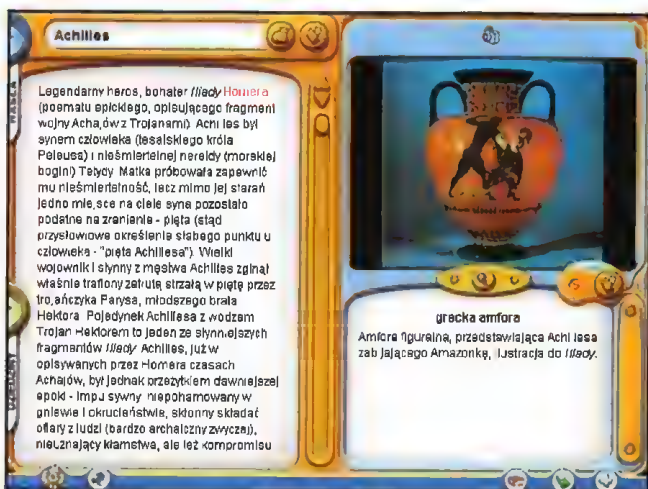 Achilles
Legendarny heros, bohater Iliady Homera
(poematu epickiego, opisującego fragment
wojny Achajów z Trojanami). Achilles był
synem człowieka (tesalskiego króla
Peleusa) i nieśmiertelnej nereidy (morskiej
bogini) Tetydy. Matka próbowała zapewnić
mu nieśmiertelność, lecz mimo jej starań
jedno miejsce na ciele syna pozostało
podatne na zranienie - pięta (stąd
przysłowiowe określenie słabego punktu u
człowieka - "pięta Achillesa"). Wielki
wojownik i słynny z męstwa Achilles zginął
właśnie trafiony zatrutą strzałą w piętę przez
trojańczyka Parysa, młodszego brata
Hektora. Pojedynek Achillesa z wodzem
Trojan Hektorem to jeden ze słynniejszych
fragmentów Iliady. Achilles, już w
opisywanych przez Homera czasach
Achajów, był jednak przeżytkiem dawniejszej
epoki - impulsywny, niepohamowany w
gniewie i okrucieństwie, skłonny składać
ofiary z ludzi (bardzo archaiczny zwyczaj),
nieuznający kłamstwa, ale też kompromisu
grecka amfora
Amfora figuralna, przedstawiająca Achillesa
zabijającego Amazonkę, ilustracja do Iliady.